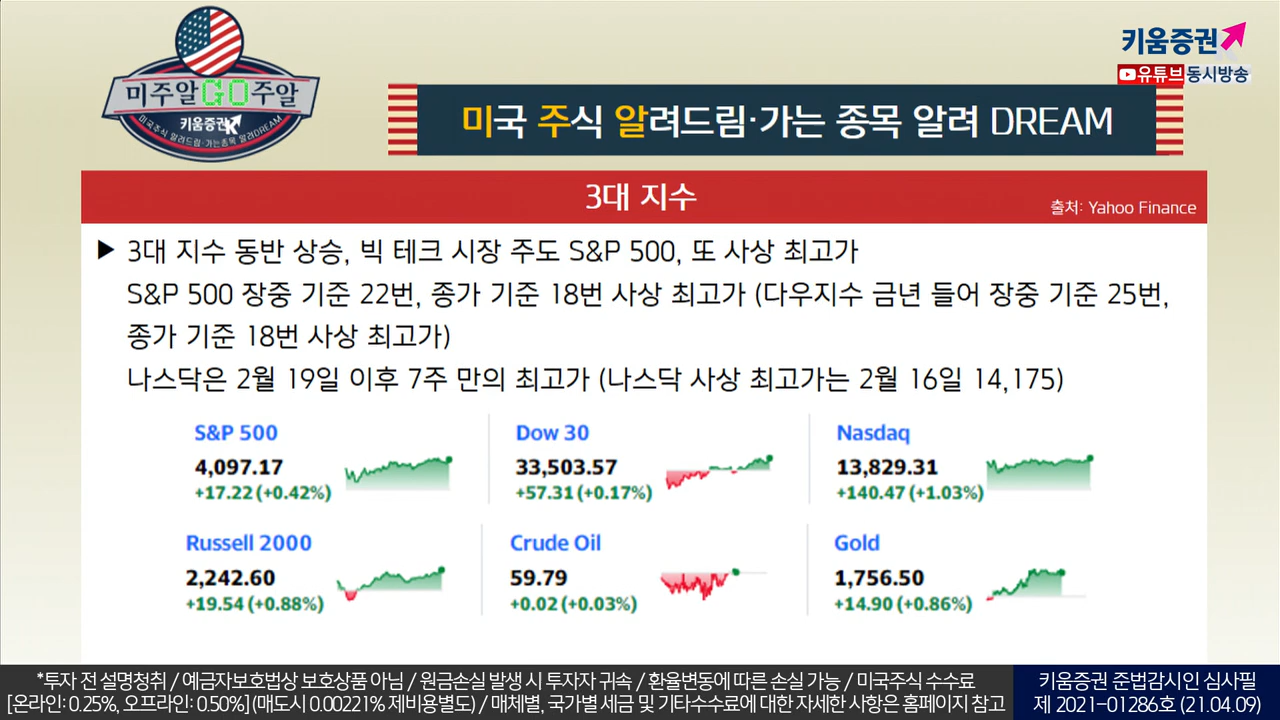 미주알GO주알
키움증권
미국주식 알려드림·가는종목 알려DREAM
키움증권
유튜브 동시방송
미국 주식 알려드림·가는 종목 알려 DREAM
3대 지수
출처: Yahoo Finance
▶ 3대 지수 동반 상승, 빅 테크 시장 주도 S&P 500, 또 사상 최고가
S&P 500 장중 기준 22번, 종가 기준 18번 사상 최고가 (다우지수 금년 들어 장중 기준 25번,
종가 기준 18번 사상 최고가)
나스닥은 2월 19일 이후 7주 만의 최고가 (나스닥 사상 최고가는 2월 16일 14,175)
S&P 500
4,097.17
+17.22 (+0.42%)
Dow 30
33,503.57
+57.31 (+0.17%)
Nasdaq
13,829.31
+140.47 (+1.03%)
Russell 2000
2,242.60
+19.54 (+0.88%)
Crude Oil
59.79
+0.02 (+0.03%)
Gold
1,756.50
+14.90 (+0.86%)
*투자 전 설명청취 / 예금자보호법상 보호상품 아님 / 원금손실 발생 시 투자자 귀속 / 환율변동에 따른 손실 가능 / 미국주식 수수료
[온라인: 0.25%, 오프라인: 0.50%] (매도시 0.00221% 제비용별도) / 매체별, 국가별 세금 및 기타수수료에 대한 자세한 사항은 홈페이지 참고
키움증권 준법감시인 심사필
제 2021-01286호 (21.04.09)